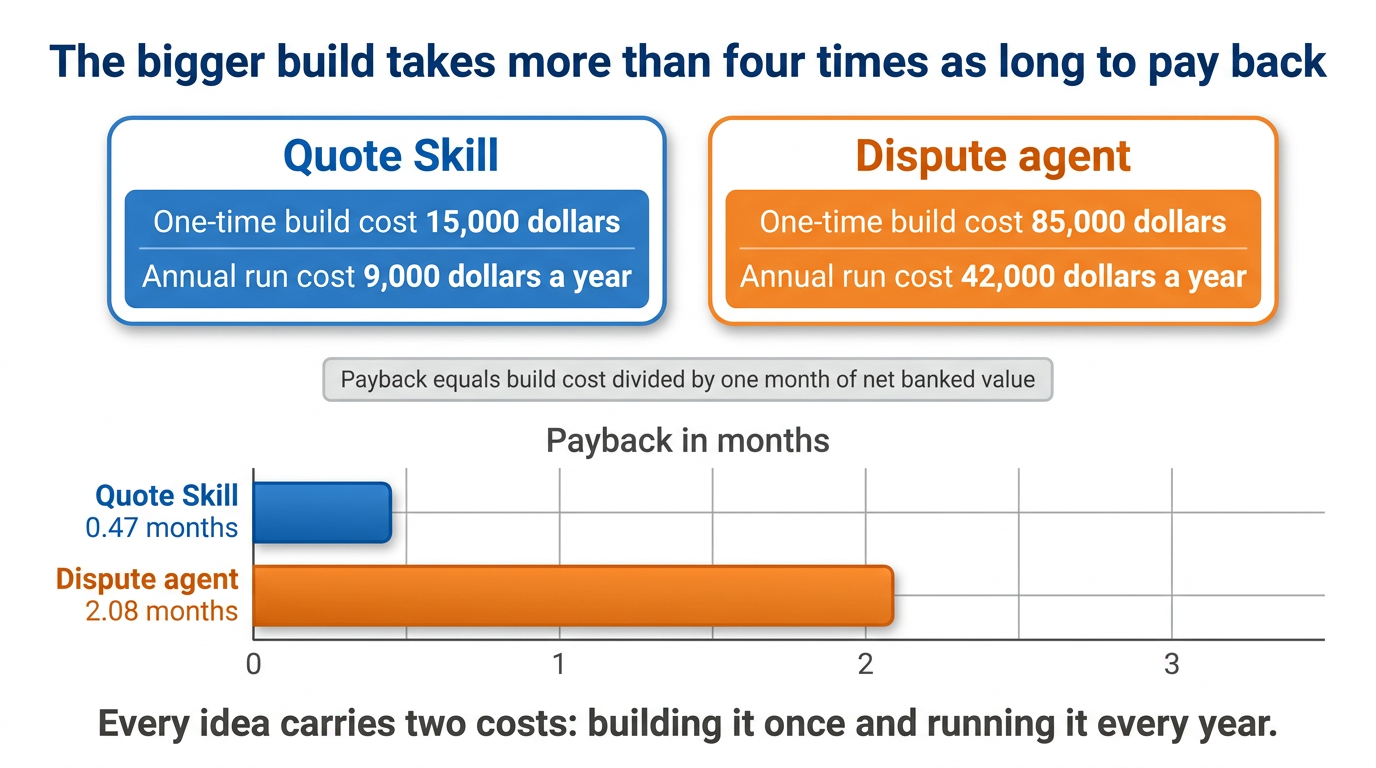 The bigger build takes more than four times as long to pay back
Quote Skill
One-time build cost 15,000 dollars
Annual run cost 9,000 dollars a year
Dispute agent
One-time build cost 85,000 dollars
Annual run cost 42,000 dollars a year
Payback equals build cost divided by one month of net banked value
Payback in months
Quote Skill
0.47 months
Dispute agent
2.08 months
0 1 2 3
Every idea carries two costs: building it once and running it every year.